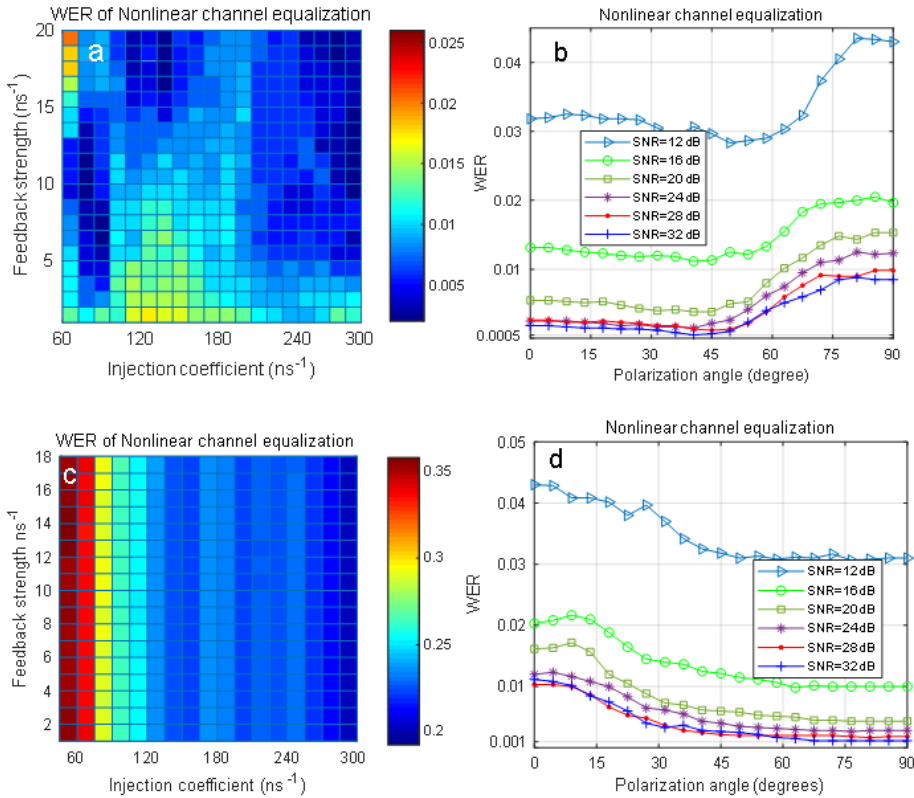 WER of Nonlinear channel equalization
a
Feedback strength (ns⁻¹)
20
15
10
5
60
120
180
240
300
Injection coefficient (ns⁻¹)
0.025
0.02
0.015
0.01
0.005
Nonlinear channel equalization
b
WER
0.04
0.03
0.02
0.01
0.0005
SNR=12 dB
SNR=16 dB
SNR=20 dB
SNR=24 dB
SNR=28 dB
SNR=32 dB
0
15
30
45
60
75
90
Polarization angle (degree)
WER of Nonlinear channel equalization
c
Feedback strength ns⁻¹
18
16
14
12
10
8
6
4
2
60
120
180
240
300
Injection coefficient (ns⁻¹)
0.35
0.3
0.25
0.2
Nonlinear channel equalization
d
WER
0.05
0.04
0.03
0.02
0.01
0.001
SNR=12dB
SNR=16dB
SNR=20dB
SNR=24dB
SNR=28dB
SNR=32dB
0
15
30
45
60
75
90
Polarization angle (degrees)